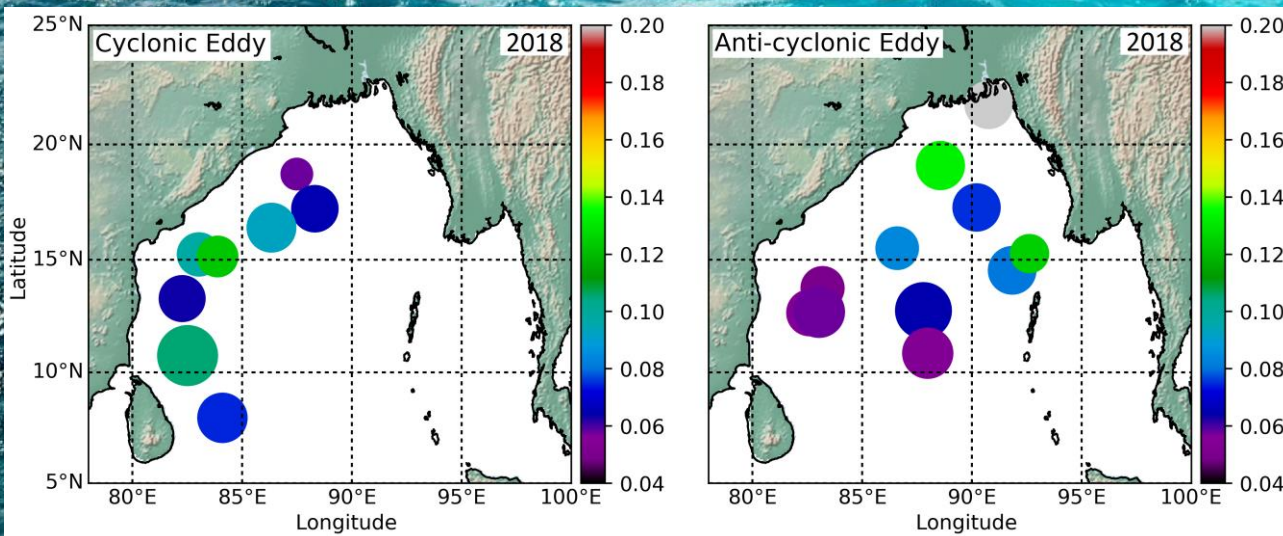 Cyclonic Eddy
2018
25°N
20°N
15°N
10°N
5°N
Latitude
80°E
85°E
90°E
95°E
100°E
Longitude
0.20
0.18
0.16
0.14
0.12
0.10
0.08
0.06
0.04
Anti-cyclonic Eddy
2018
80°E
85°E
90°E
95°E
100°E
Longitude
0.20
0.18
0.16
0.14
0.12
0.10
0.08
0.06
0.04